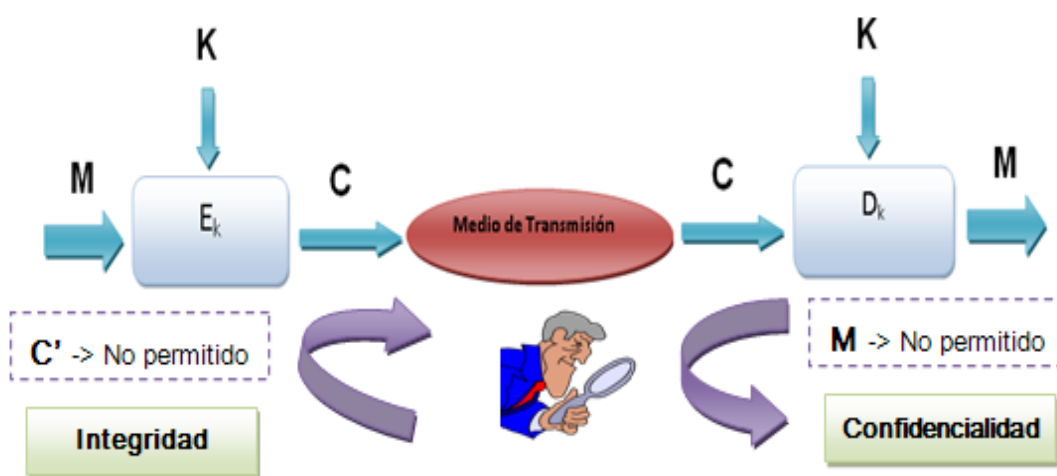 K
K
M
C
C
M
Eₖ
Medio de Transmisión
Dₖ
C' -> No permitido
M -> No permitido
Integridad
Confidencialidad